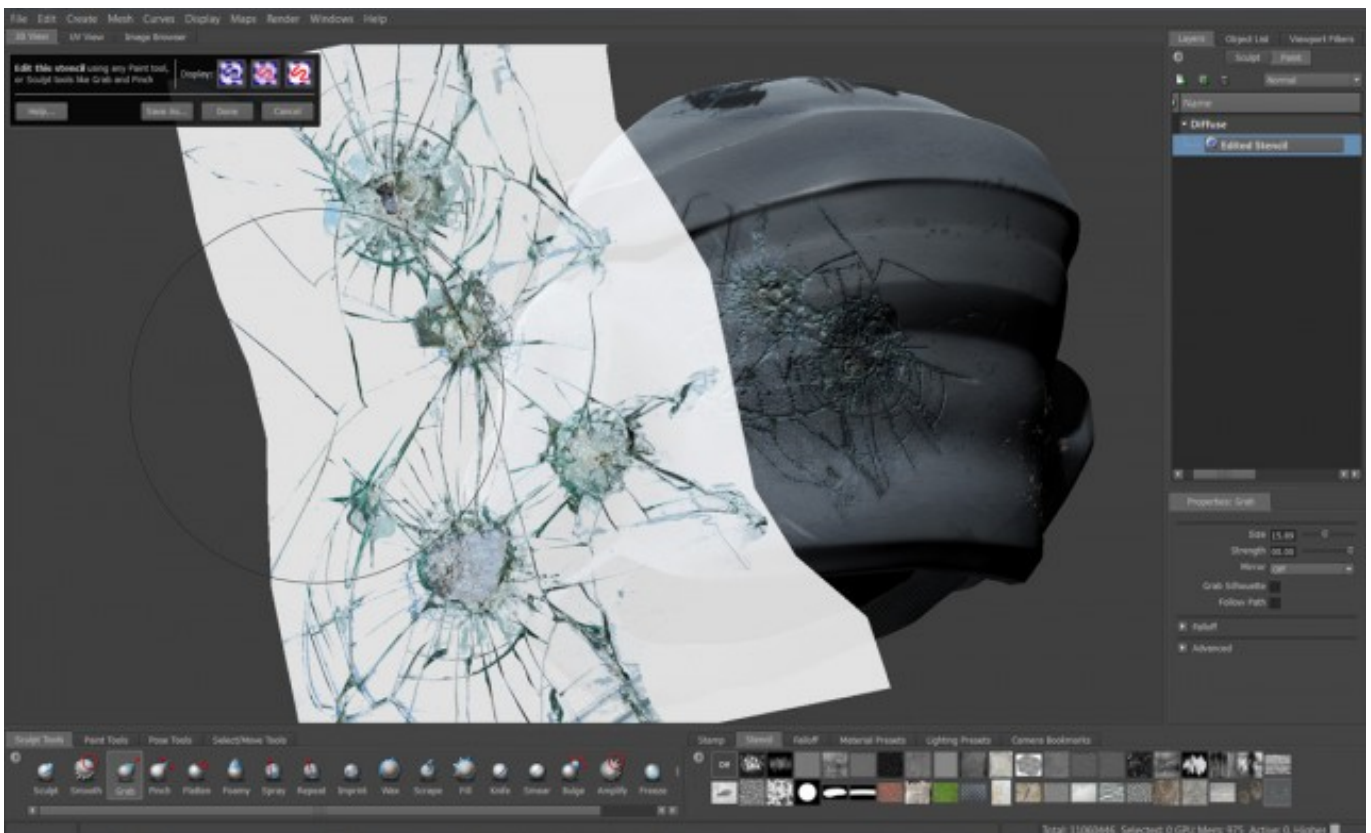 File Edit Create Mesh Curves Display Maps Render Windows Help
3D View UV View Image Browser
Edit this stencil using any Paint tool,
or Sculpt tools like Grab and Pinch
Display:
Help... Save As... Done Cancel
Layers Object List Viewport Filters
Sculpt Paint
Normal
Name
Diffuse
Edited Stencil
Properties: Grab
Size 15.09
Strength
Mirror Off
Grab Silhouette
Follow Path
Falloff
Advanced
Sculpt Tools Paint Tools Pose Tools Select/Move Tools
Sculpt Smooth Grab Pinch Flatten Foamy Spray Repeat Imprint Wax Scrape Fill Knife Smear Bulge Amplify Freeze
Stamp Stencil Falloff Material Presets Lighting Presets Camera Bookmarks
Off